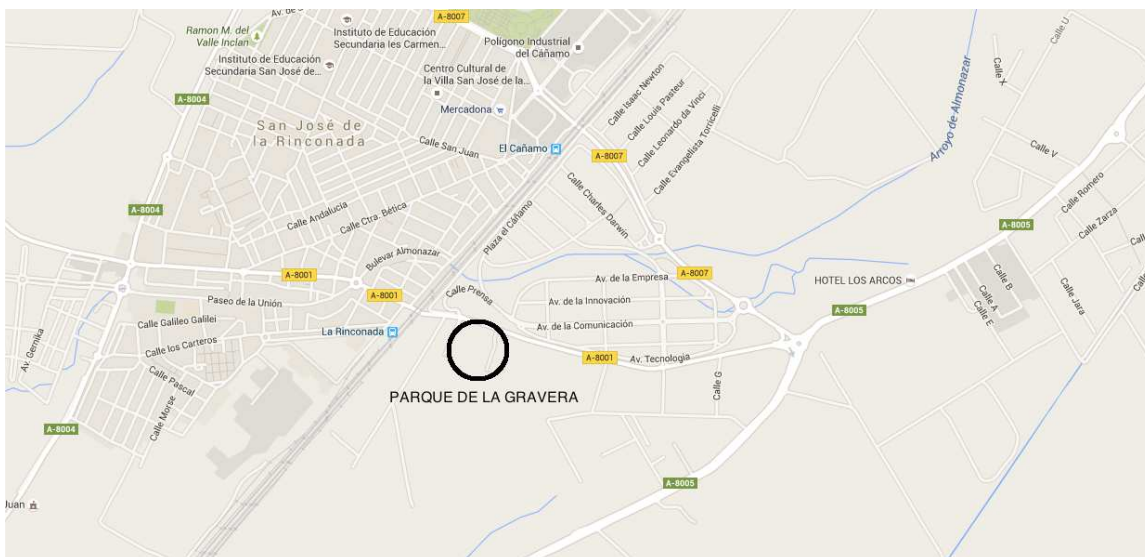 Av. de
A-8007
Calle U
Ramon M. del
Valle Inclan
Instituto de Educación
Secundaria Ies Carmen...
Polígono Industrial
del Cáñamo
Calle X
Instituto de Educación
Secundaria San José de...
Centro Cultural de
la Villa San José de la...
Calle Isaac Newton
Calle Louis Pasteur
Calle Leonardo da Vinci
Calle Evangelista Torricelli
A-8004
Mercadona
Arroyo de Almonazar
San José de
la Rinconada
Calle San Juan
El Cañamo
A-8007
Calle V
Calle Romero
Calle Charles Darwin
Calle Zarza
A-8004
Calle Andalucía
Calle Ctra. Bética
Plaza el Cáñamo
A-8005
Bulevar Almonazar
A-8001
A-8001
Calle Prensa
Av. de la Empresa
A-8007
HOTEL LOS ARCOS
Calle B
Calle A
Calle E
Calle Jara
Paseo de la Unión
Av. de la Innovación
Calle Galileo Galilei
La Rinconada
Av. de la Comunicación
A-8005
Av. Gernika
Calle los Carteros
A-8001
Av. Tecnologia
Calle Pascal
Calle G
Calle Morse
PARQUE DE LA GRAVERA
A-8004
A-8005
Juan